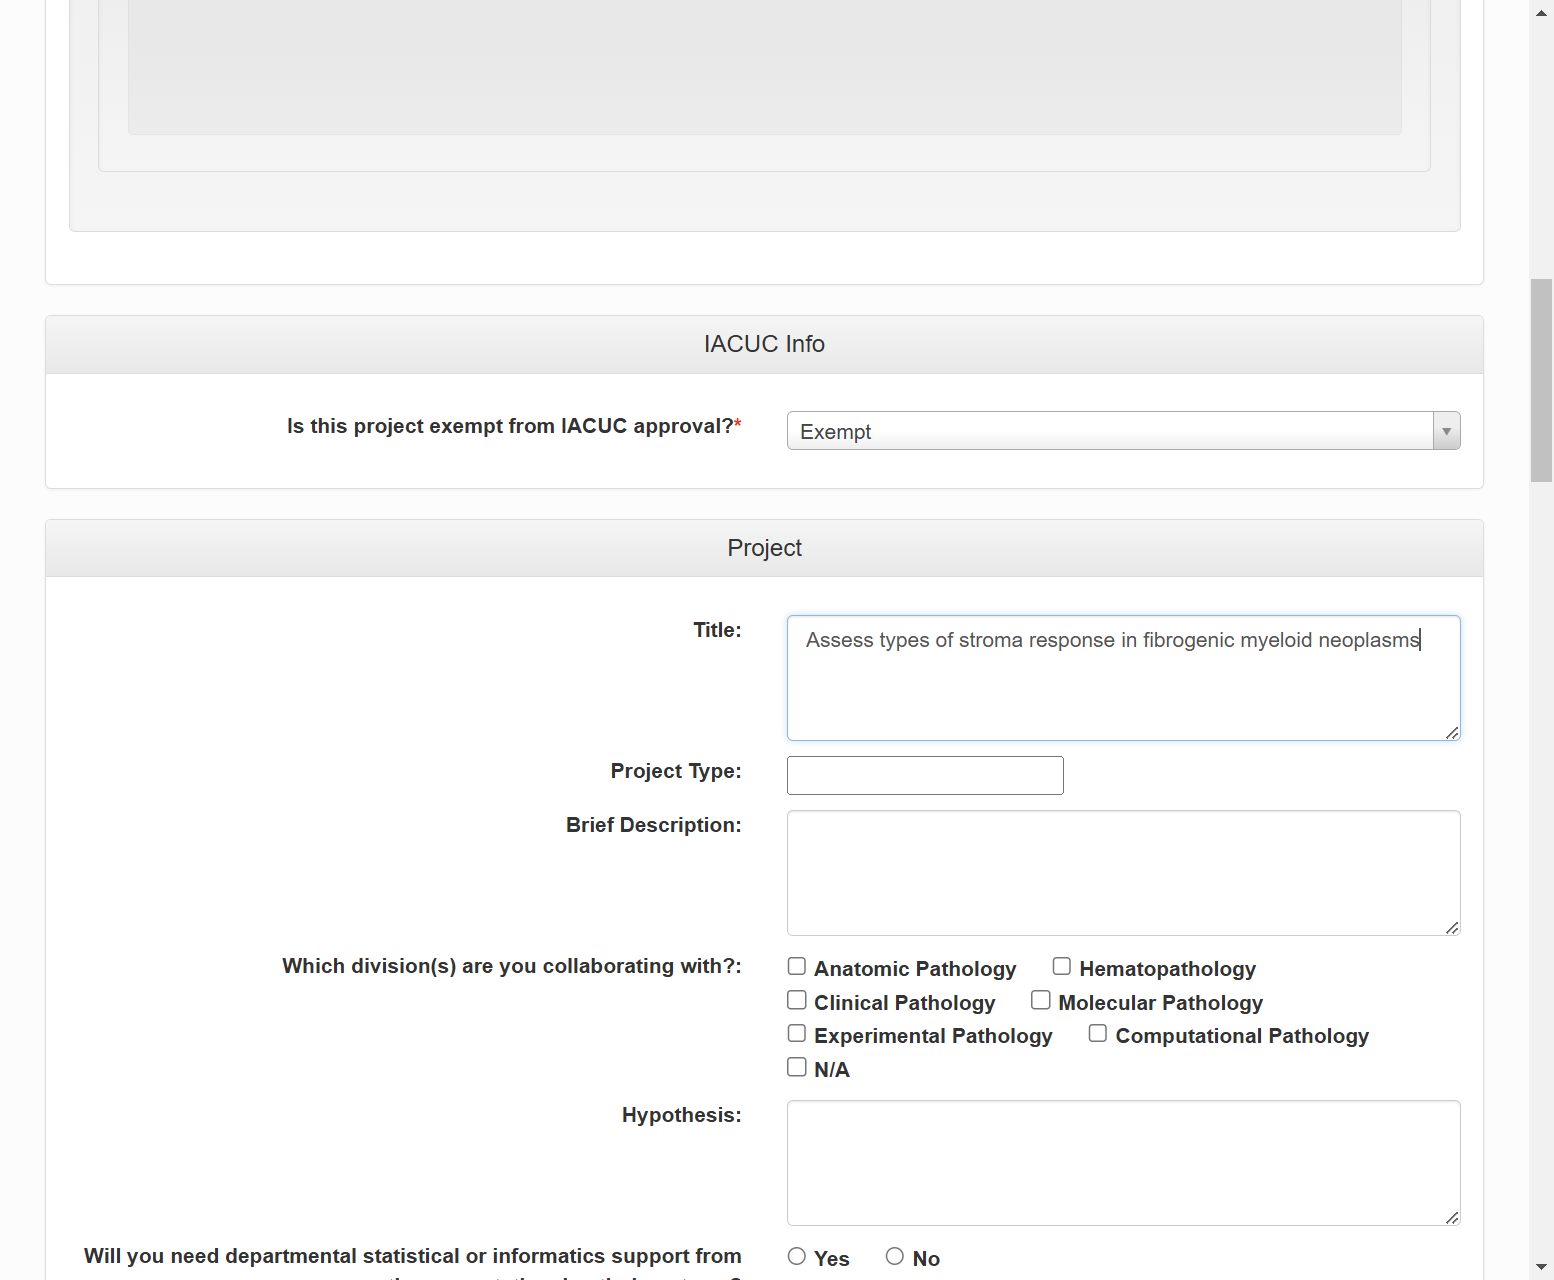 IACUC Info
Is this project exempt from IACUC approval?*
Exempt
Project
Title:
Assess types of stroma response in fibrogenic myeloid neoplasms
Project Type:
Brief Description:
Which division(s) are you collaborating with?:
Anatomic Pathology Hematopathology
Clinical Pathology Molecular Pathology
Experimental Pathology Computational Pathology
N/A
Hypothesis:
Will you need departmental statistical or informatics support from
Yes No